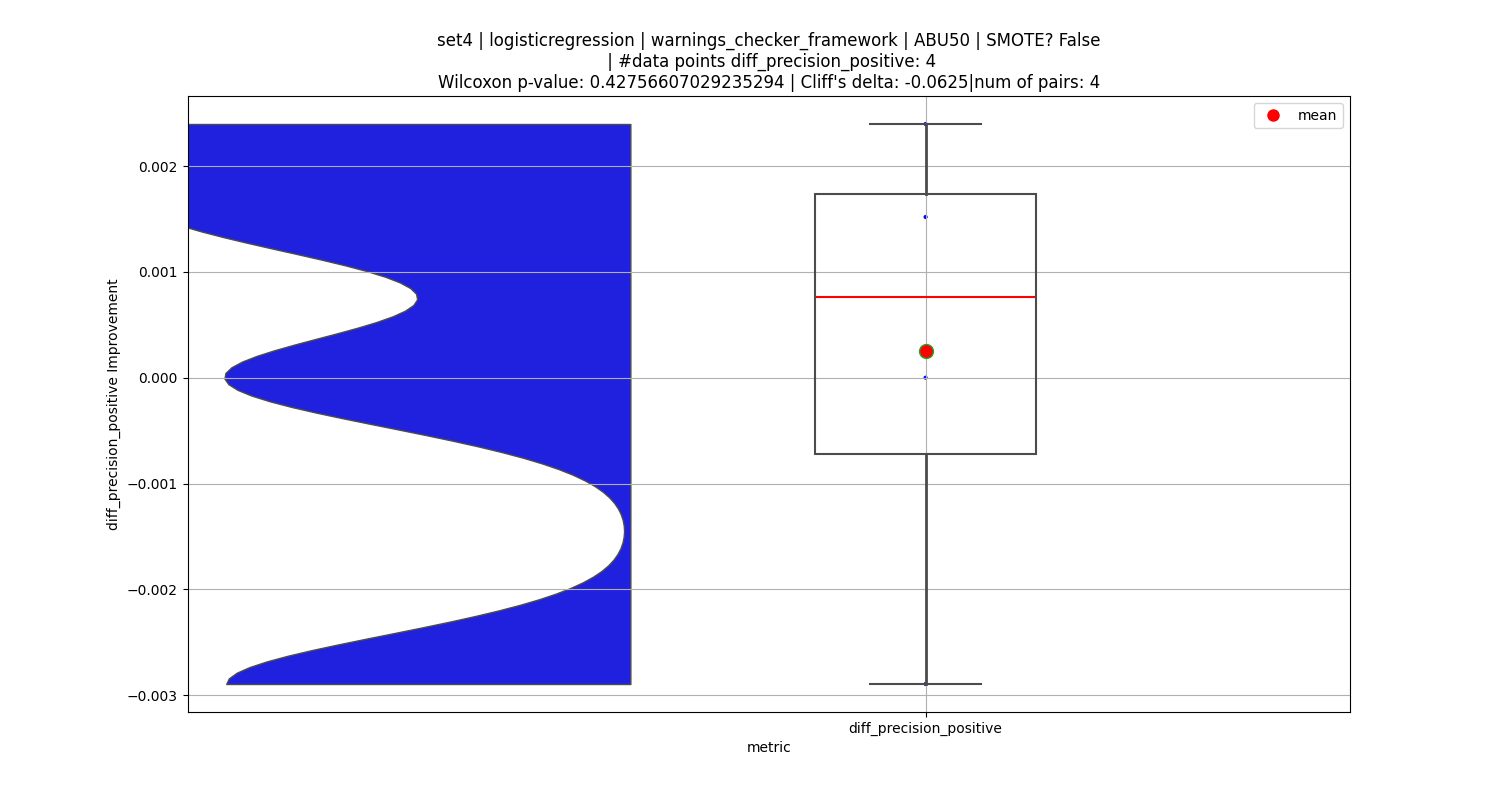 set4 | logisticregression | warnings_checker_framework | ABU50 | SMOTE? False
| #data points diff_precision_positive: 4
Wilcoxon p-value: 0.42756607029235294 | Cliff's delta: -0.0625|num of pairs: 4
mean
0.002
0.001
0.000
−0.001
−0.002
−0.003
diff_precision_positive Improvement
diff_precision_positive
metric